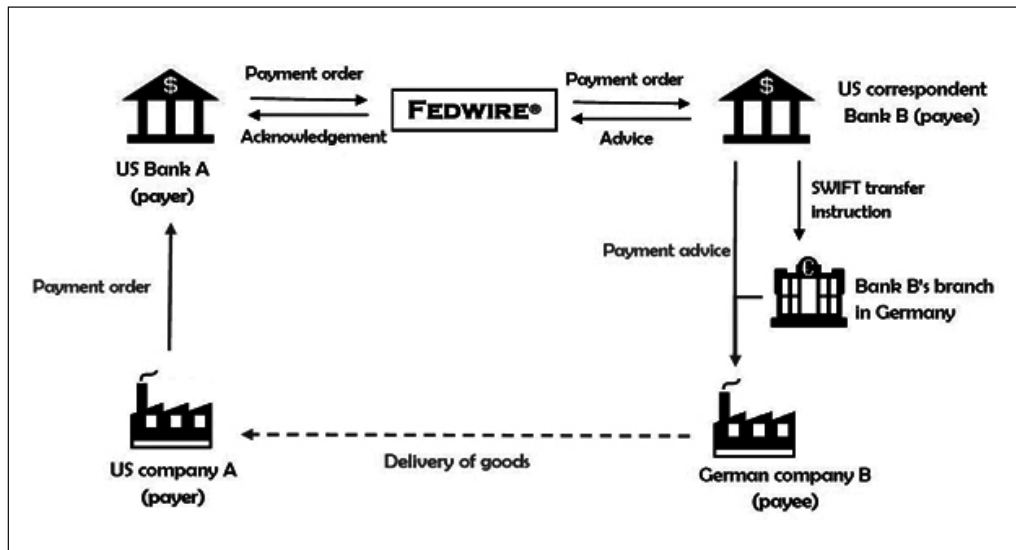 Payment order
Payment order
$
$
US correspondent
Bank B (payee)
FEDWIRE®
Acknowledgement
Advice
US Bank A
(payer)
SWIFT transfer
instruction
Payment advice
Payment order
€
Bank B's branch
in Germany
US company A
(payer)
Delivery of goods
German company B
(payee)